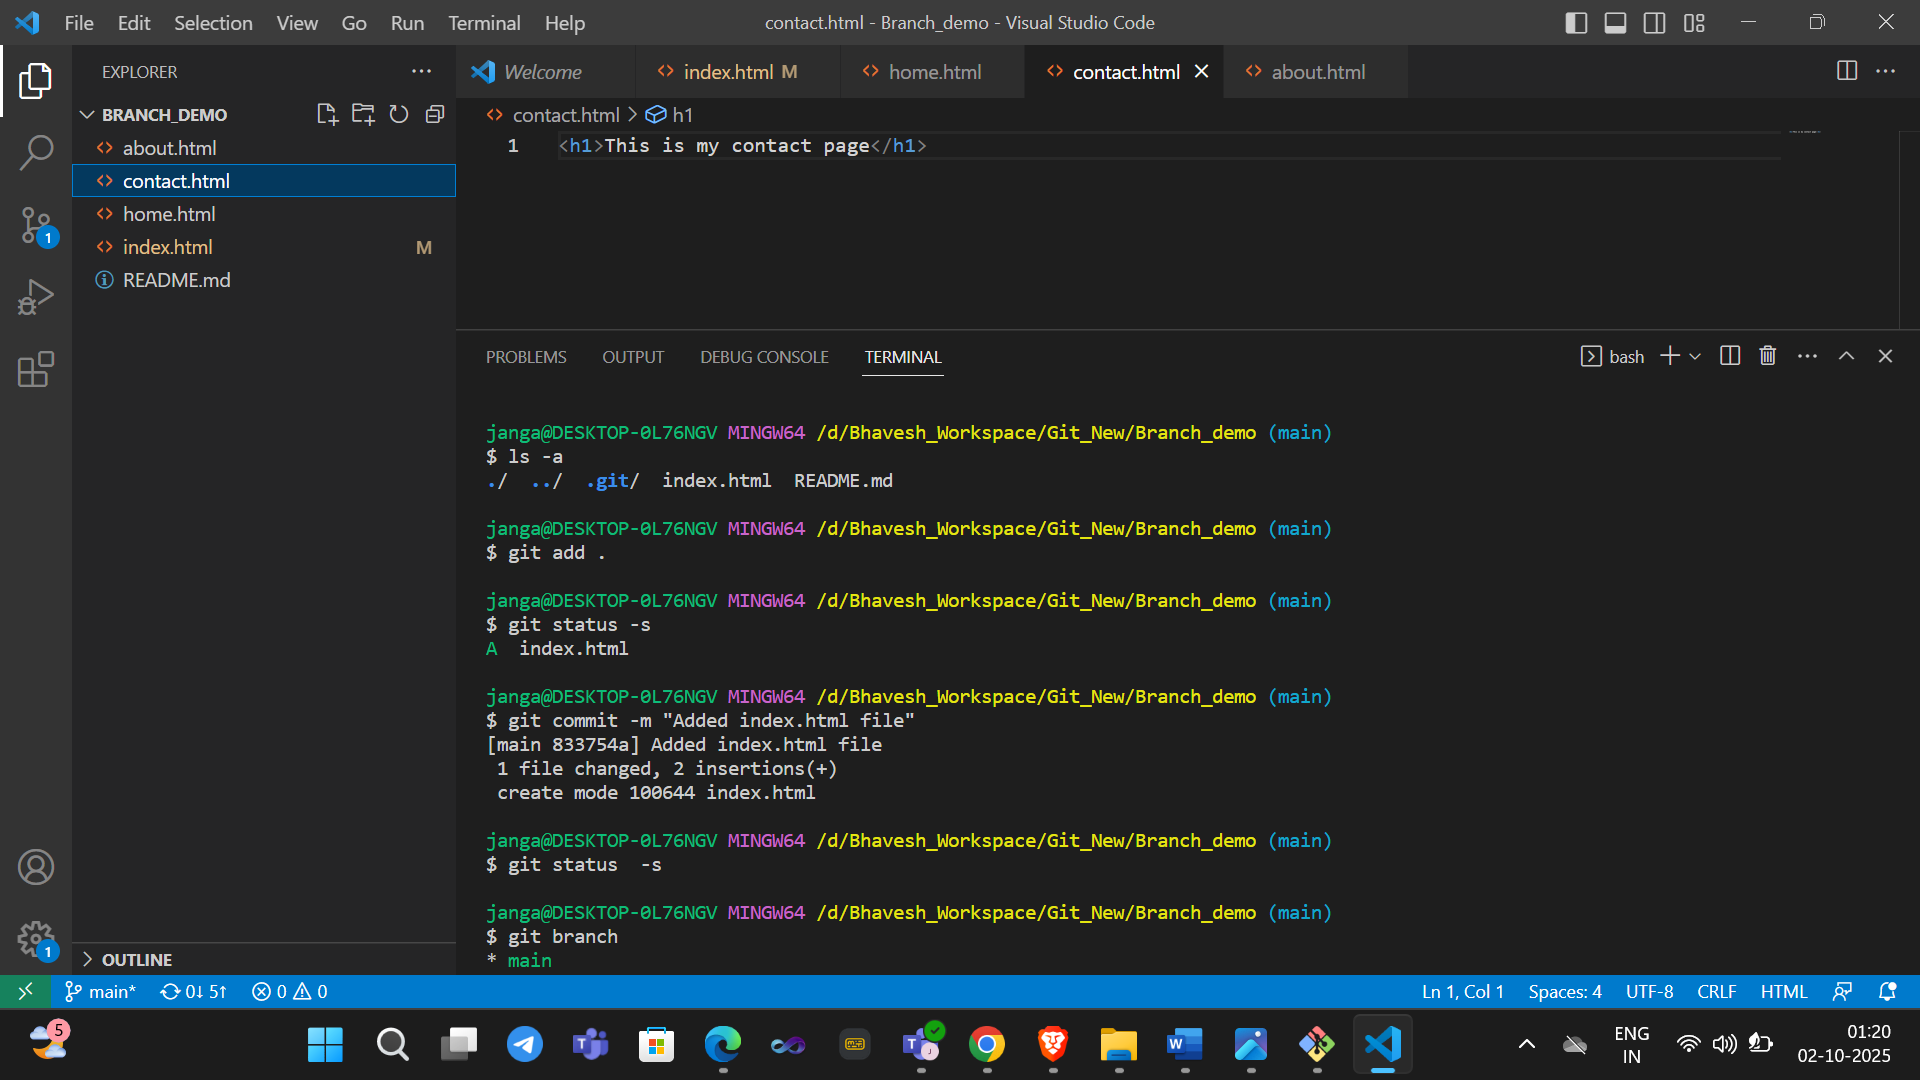 File Edit Selection View Go Run Terminal Help
contact.html - Branch_demo - Visual Studio Code
EXPLORER
BRANCH_DEMO
about.html
contact.html
home.html
index.html M
README.md
OUTLINE
Welcome
index.html M
home.html
contact.html
about.html
contact.html > h1
1 <h1>This is my contact page</h1>
PROBLEMS OUTPUT DEBUG CONSOLE TERMINAL
bash
janga@DESKTOP-0L76NGV MINGW64 /d/Bhavesh_Workspace/Git_New/Branch_demo (main)
$ ls -a
./ ../ .git/ index.html README.md
janga@DESKTOP-0L76NGV MINGW64 /d/Bhavesh_Workspace/Git_New/Branch_demo (main)
$ git add .
janga@DESKTOP-0L76NGV MINGW64 /d/Bhavesh_Workspace/Git_New/Branch_demo (main)
$ git status -s
A index.html
janga@DESKTOP-0L76NGV MINGW64 /d/Bhavesh_Workspace/Git_New/Branch_demo (main)
$ git commit -m "Added index.html file"
[main 833754a] Added index.html file
1 file changed, 2 insertions(+)
create mode 100644 index.html
janga@DESKTOP-0L76NGV MINGW64 /d/Bhavesh_Workspace/Git_New/Branch_demo (main)
$ git status  -s
janga@DESKTOP-0L76NGV MINGW64 /d/Bhavesh_Workspace/Git_New/Branch_demo (main)
$ git branch
* main
1
1
main* 0↓ 5↑ 0 0
Ln 1, Col 1 Spaces: 4 UTF-8 CRLF HTML
5
ENG
IN
01:20
02-10-2025